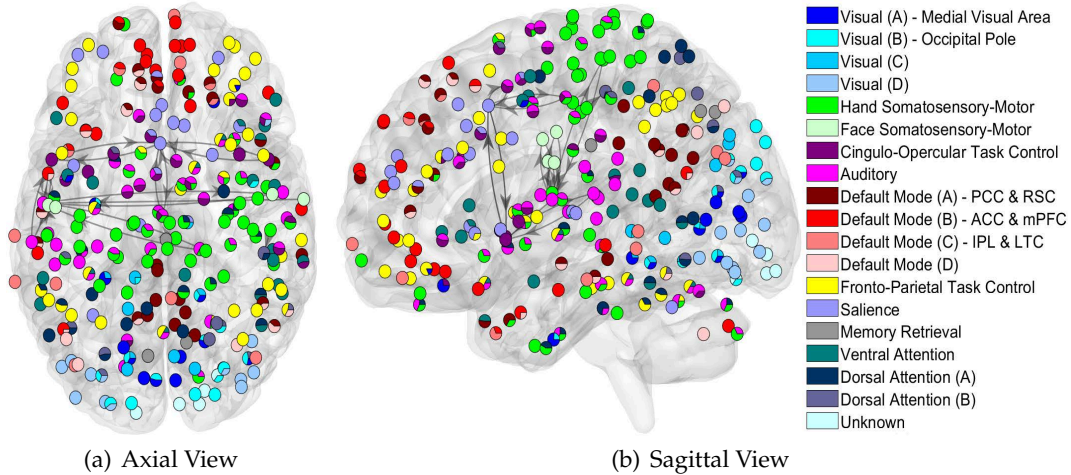 Visual (A) - Medial Visual Area
Visual (B) - Occipital Pole
Visual (C)
Visual (D)
Hand Somatosensory-Motor
Face Somatosensory-Motor
Cingulo-Opercular Task Control
Auditory
Default Mode (A) - PCC & RSC
Default Mode (B) - ACC & mPFC
Default Mode (C) - IPL & LTC
Default Mode (D)
Fronto-Parietal Task Control
Salience
Memory Retrieval
Ventral Attention
Dorsal Attention (A)
Dorsal Attention (B)
Unknown
(a) Axial View
(b) Sagittal View